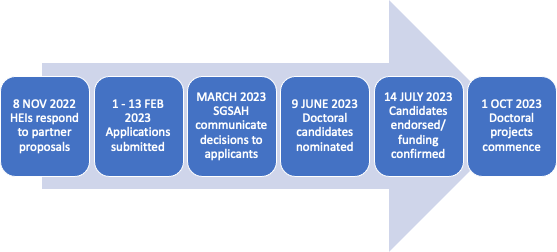 8 NOV 2022
HEIs respond
to partner
proposals
1 - 13 FEB
2023
Applications
submitted
MARCH 2023
SGSAH
communicate
decisions to
applicants
9 JUNE 2023
Doctoral
candidates
nominated
14 JULY 2023
Candidates
endorsed/
funding
confirmed
1 OCT 2023
Doctoral
projects
commence